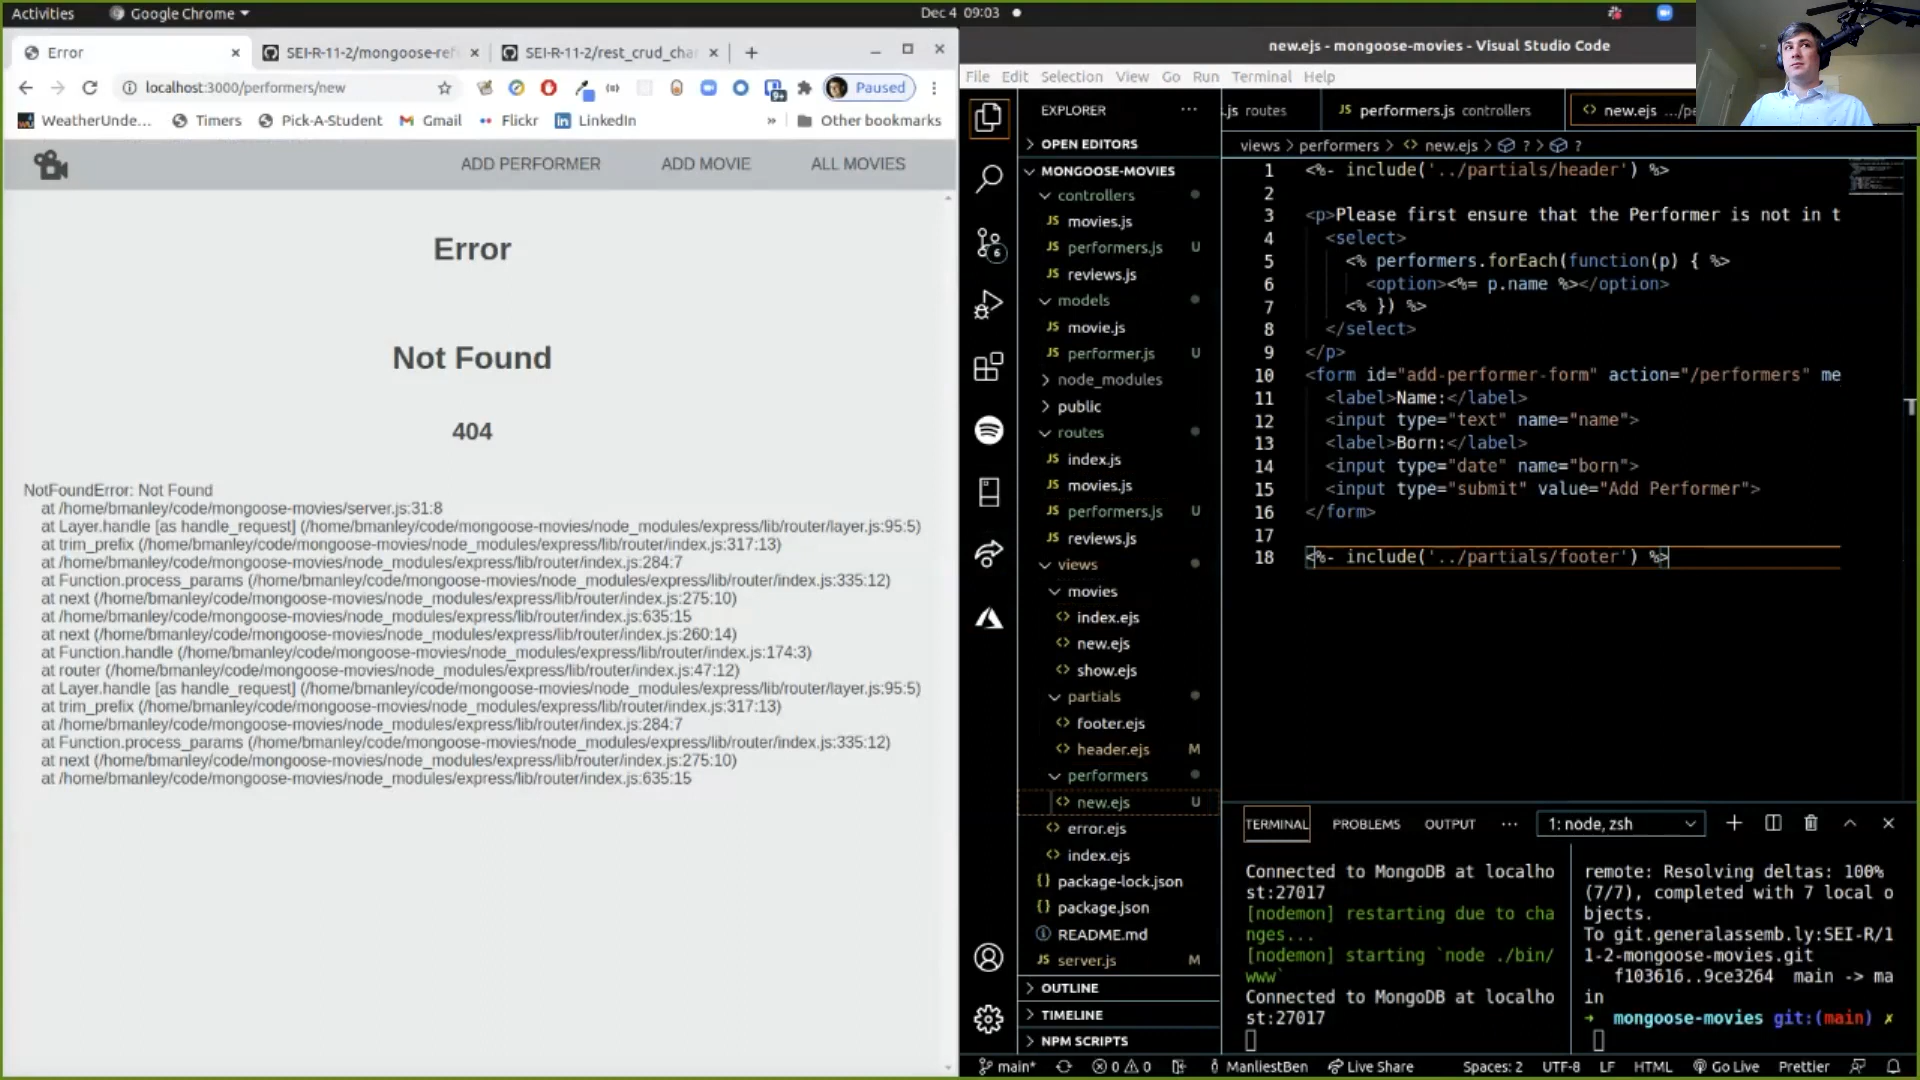 Activities
Google Chrome
Dec 4 09:03
Error
SEI-R-11-2/mongoose-ref
SEI-R-11-2/rest_crud_cha
localhost:3000/performers/new
9+
Paused
WeatherUnde...
Timers
Pick-A-Student
Gmail
Flickr
LinkedIn
»
Other bookmarks
ADD PERFORMER
ADD MOVIE
ALL MOVIES
Error
Not Found
404
NotFoundError: Not Found
at /home/bmanley/code/mongoose-movies/server.js:31:8
at Layer.handle [as handle_request] (/home/bmanley/code/mongoose-movies/node_modules/express/lib/router/layer.js:95:5)
at trim_prefix (/home/bmanley/code/mongoose-movies/node_modules/express/lib/router/index.js:317:13)
at /home/bmanley/code/mongoose-movies/node_modules/express/lib/router/index.js:284:7
at Function.process_params (/home/bmanley/code/mongoose-movies/node_modules/express/lib/router/index.js:335:12)
at next (/home/bmanley/code/mongoose-movies/node_modules/express/lib/router/index.js:275:10)
at /home/bmanley/code/mongoose-movies/node_modules/express/lib/router/index.js:635:15
at next (/home/bmanley/code/mongoose-movies/node_modules/express/lib/router/index.js:260:14)
at Function.handle (/home/bmanley/code/mongoose-movies/node_modules/express/lib/router/index.js:174:3)
at router (/home/bmanley/code/mongoose-movies/node_modules/express/lib/router/index.js:47:12)
at Layer.handle [as handle_request] (/home/bmanley/code/mongoose-movies/node_modules/express/lib/router/layer.js:95:5)
at trim_prefix (/home/bmanley/code/mongoose-movies/node_modules/express/lib/router/index.js:317:13)
at /home/bmanley/code/mongoose-movies/node_modules/express/lib/router/index.js:284:7
at Function.process_params (/home/bmanley/code/mongoose-movies/node_modules/express/lib/router/index.js:335:12)
at next (/home/bmanley/code/mongoose-movies/node_modules/express/lib/router/index.js:275:10)
at /home/bmanley/code/mongoose-movies/node_modules/express/lib/router/index.js:635:15
new.ejs - mongoose-movies - Visual Studio Code
File Edit Selection View Go Run Terminal Help
EXPLORER
OPEN EDITORS
MONGOOSE-MOVIES
controllers
JS movies.js
JS performers.js U
JS reviews.js
models
JS movie.js
JS performer.js U
node_modules
public
routes
JS index.js
JS movies.js
JS performers.js U
JS reviews.js
views
movies
<> index.ejs
<> new.ejs
<> show.ejs
partials
<> footer.ejs
<> header.ejs M
performers
<> new.ejs U
<> error.ejs
<> index.ejs
{} package-lock.json
{} package.json
README.md
JS server.js M
OUTLINE
TIMELINE
NPM SCRIPTS
6
.js routes
JS performers.js controllers
<> new.ejs .../pe
views > performers > <> new.ejs > ? > ?
1 <%- include('../partials/header') %>
2
3 <p>Please first ensure that the Performer is not in t
4 <select>
5 <% performers.forEach(function(p) { %>
6 <option><%= p.name %></option>
7 <% }) %>
8 </select>
9 </p>
10 <form id="add-performer-form" action="/performers" me
11 <label>Name:</label>
12 <input type="text" name="name">
13 <label>Born:</label>
14 <input type="date" name="born">
15 <input type="submit" value="Add Performer">
16 </form>
17
18 <%- include('../partials/footer') %>
TERMINAL PROBLEMS OUTPUT ... 1: node, zsh
Connected to MongoDB at localho
st:27017
[nodemon] restarting due to cha
nges...
[nodemon] starting `node ./bin/
www`
Connected to MongoDB at localho
st:27017
remote: Resolving deltas: 100%
(7/7), completed with 7 local o
bjects.
To git.generalassemb.ly:SEI-R/1
1-2-mongoose-movies.git
f103616..9ce3264 main -> ma
in
➜ mongoose-movies git:(main) ✗
main* 0 0 ManliestBen Live Share Spaces: 2 UTF-8 LF HTML Go Live Prettier